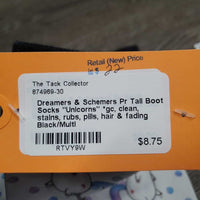 Retail (New) Price
22
The Tack Collector
874969-30
Dreamers & Schemers Pr Tall Boot
Socks "Unicorns" *gc, clean,
stains, rubs, pills, hair & fading
Black/Multi
$8.75
RTVY9W